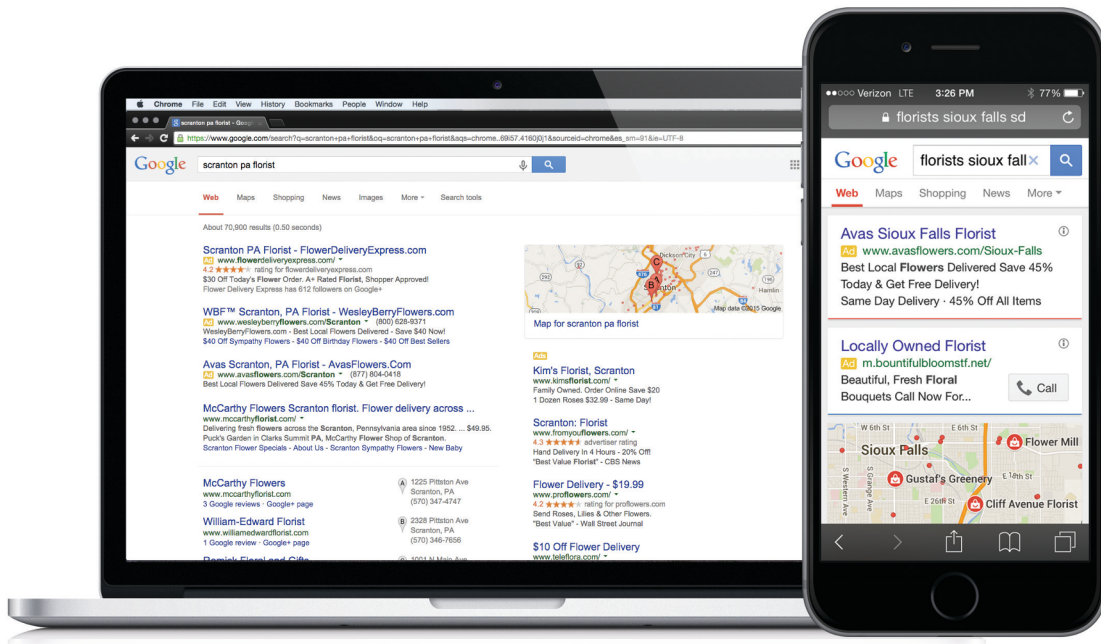 Chrome File Edit View History Bookmarks People Window Help
scranton pa florist - Goog
https://www.google.com/search?q=scranton+pa+florist&oq=scranton+pa+florist&aqs=chrome..69i57.4160j0j1&sourceid=chrome&es_sm=91&ie=UTF-8
Google scranton pa florist
Web Maps Shopping News Images More Search tools
About 70,900 results (0.50 seconds)
Scranton PA Florist - FlowerDeliveryExpress.com
Ad www.flowerdeliveryexpress.com/
4.2 ★★★★★ rating for flowerdeliveryexpress.com
$30 Off Today's Flower Order. A+ Rated Florist, Shopper Approved!
Flower Delivery Express has 612 followers on Google+
WBF™ Scranton, PA Florist - WesleyBerryFlowers.com
Ad www.wesleyberryflowers.com/Scranton (800) 628-9371
WesleyBerryFlowers.com - Best Local Flowers Delivered - Save $40 Now!
$40 Off Sympathy Flowers - $40 Off Birthday Flowers - $40 Off Best Sellers
Avas Scranton, PA Florist - AvasFlowers.Com
Ad www.avasflowers.com/Scranton (877) 804-0418
Best Local Flowers Delivered Save 45% Today & Get Free Delivery!
McCarthy Flowers Scranton florist. Flower delivery across ...
www.mccarthyflorist.com/
Delivering fresh flowers across the Scranton, Pennsylvania area since 1952. ... $49.95.
Puck's Garden in Clarks Summit PA, McCarthy Flower Shop of Scranton.
Scranton Flower Specials - About Us - Scranton Sympathy Flowers - New Baby
McCarthy Flowers
www.mccarthyflorist.com
3 Google reviews · Google+ page
A 1225 Pittston Ave
Scranton, PA
(570) 347-4747
William-Edward Florist
www.williamedwardflorist.com
1 Google review · Google+ page
B 2328 Pittston Ave
Scranton, PA
(570) 346-7656
Remick Floral and Gifts
1001 N Main Ave
Dickson City
6
292
247
Hamlin
Scranton
C
A
B
84
Map data ©2015 Google
Map for scranton pa florist
Ads
Kim's Florist, Scranton
www.kimsflorist.com/
Family Owned. Order Online Save $20
1 Dozen Roses $32.99 - Same Day!
Scranton: Florist
www.fromyouflowers.com/
4.3 ★★★★★ advertiser rating
Hand Delivery In 4 Hours - 20% Off!
"Best Value Florist" - CBS News
Flower Delivery - $19.99
www.proflowers.com/
4.2 ★★★★★ rating for proflowers.com
Send Roses, Lilies & Other Flowers.
"Best Value" - Wall Street Journal
$10 Off Flower Delivery
www.teleflora.com/
Verizon LTE 3:26 PM 77%
florists sioux falls sd
Google florists sioux fall
Web Maps Shopping News More
Avas Sioux Falls Florist
Ad www.avasflowers.com/Sioux-Falls
Best Local Flowers Delivered Save 45%
Today & Get Free Delivery!
Same Day Delivery · 45% Off All Items
Locally Owned Florist
Ad m.bountifulbloomstf.net/
Beautiful, Fresh Floral
Bouquets Call Now For...
Call
W 6th St E 6th St
Sioux Falls
Flower Mill
S Western Ave
S Grange Ave
Gustaf's Greenery
E 18th St
E 26th St
Cliff Avenue Florist